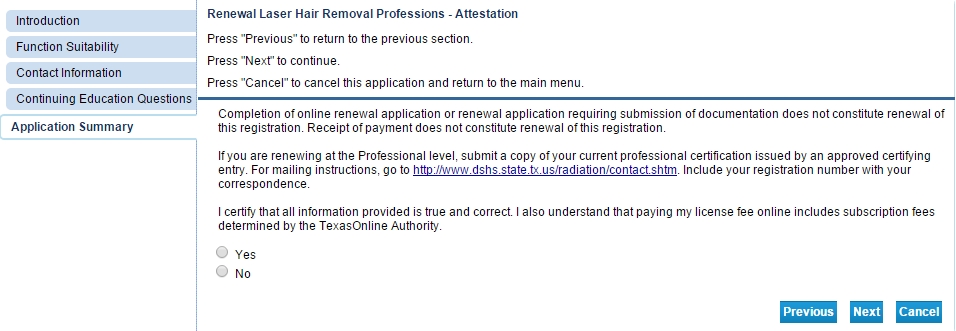 Introduction
Function Suitability
Contact Information
Continuing Education Questions
Application Summary
Renewal Laser Hair Removal Professions - Attestation
Press "Previous" to return to the previous section.
Press "Next" to continue.
Press "Cancel" to cancel this application and return to the main menu.
Completion of online renewal application or renewal application requiring submission of documentation does not constitute renewal of
this registration. Receipt of payment does not constitute renewal of this registration.
If you are renewing at the Professional level, submit a copy of your current professional certification issued by an approved certifying
entry. For mailing instructions, go to http://www.dshs.state.tx.us/radiation/contact.shtm. Include your registration number with your
correspondence.
I certify that all information provided is true and correct. I also understand that paying my license fee online includes subscription fees
determined by the TexasOnline Authority.
Yes
No
Previous Next Cancel